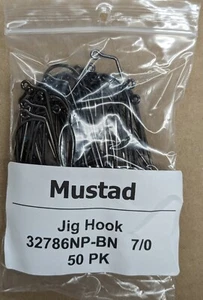 Mustad
Jig Hook
32786NP-BN 7/0
50 PK